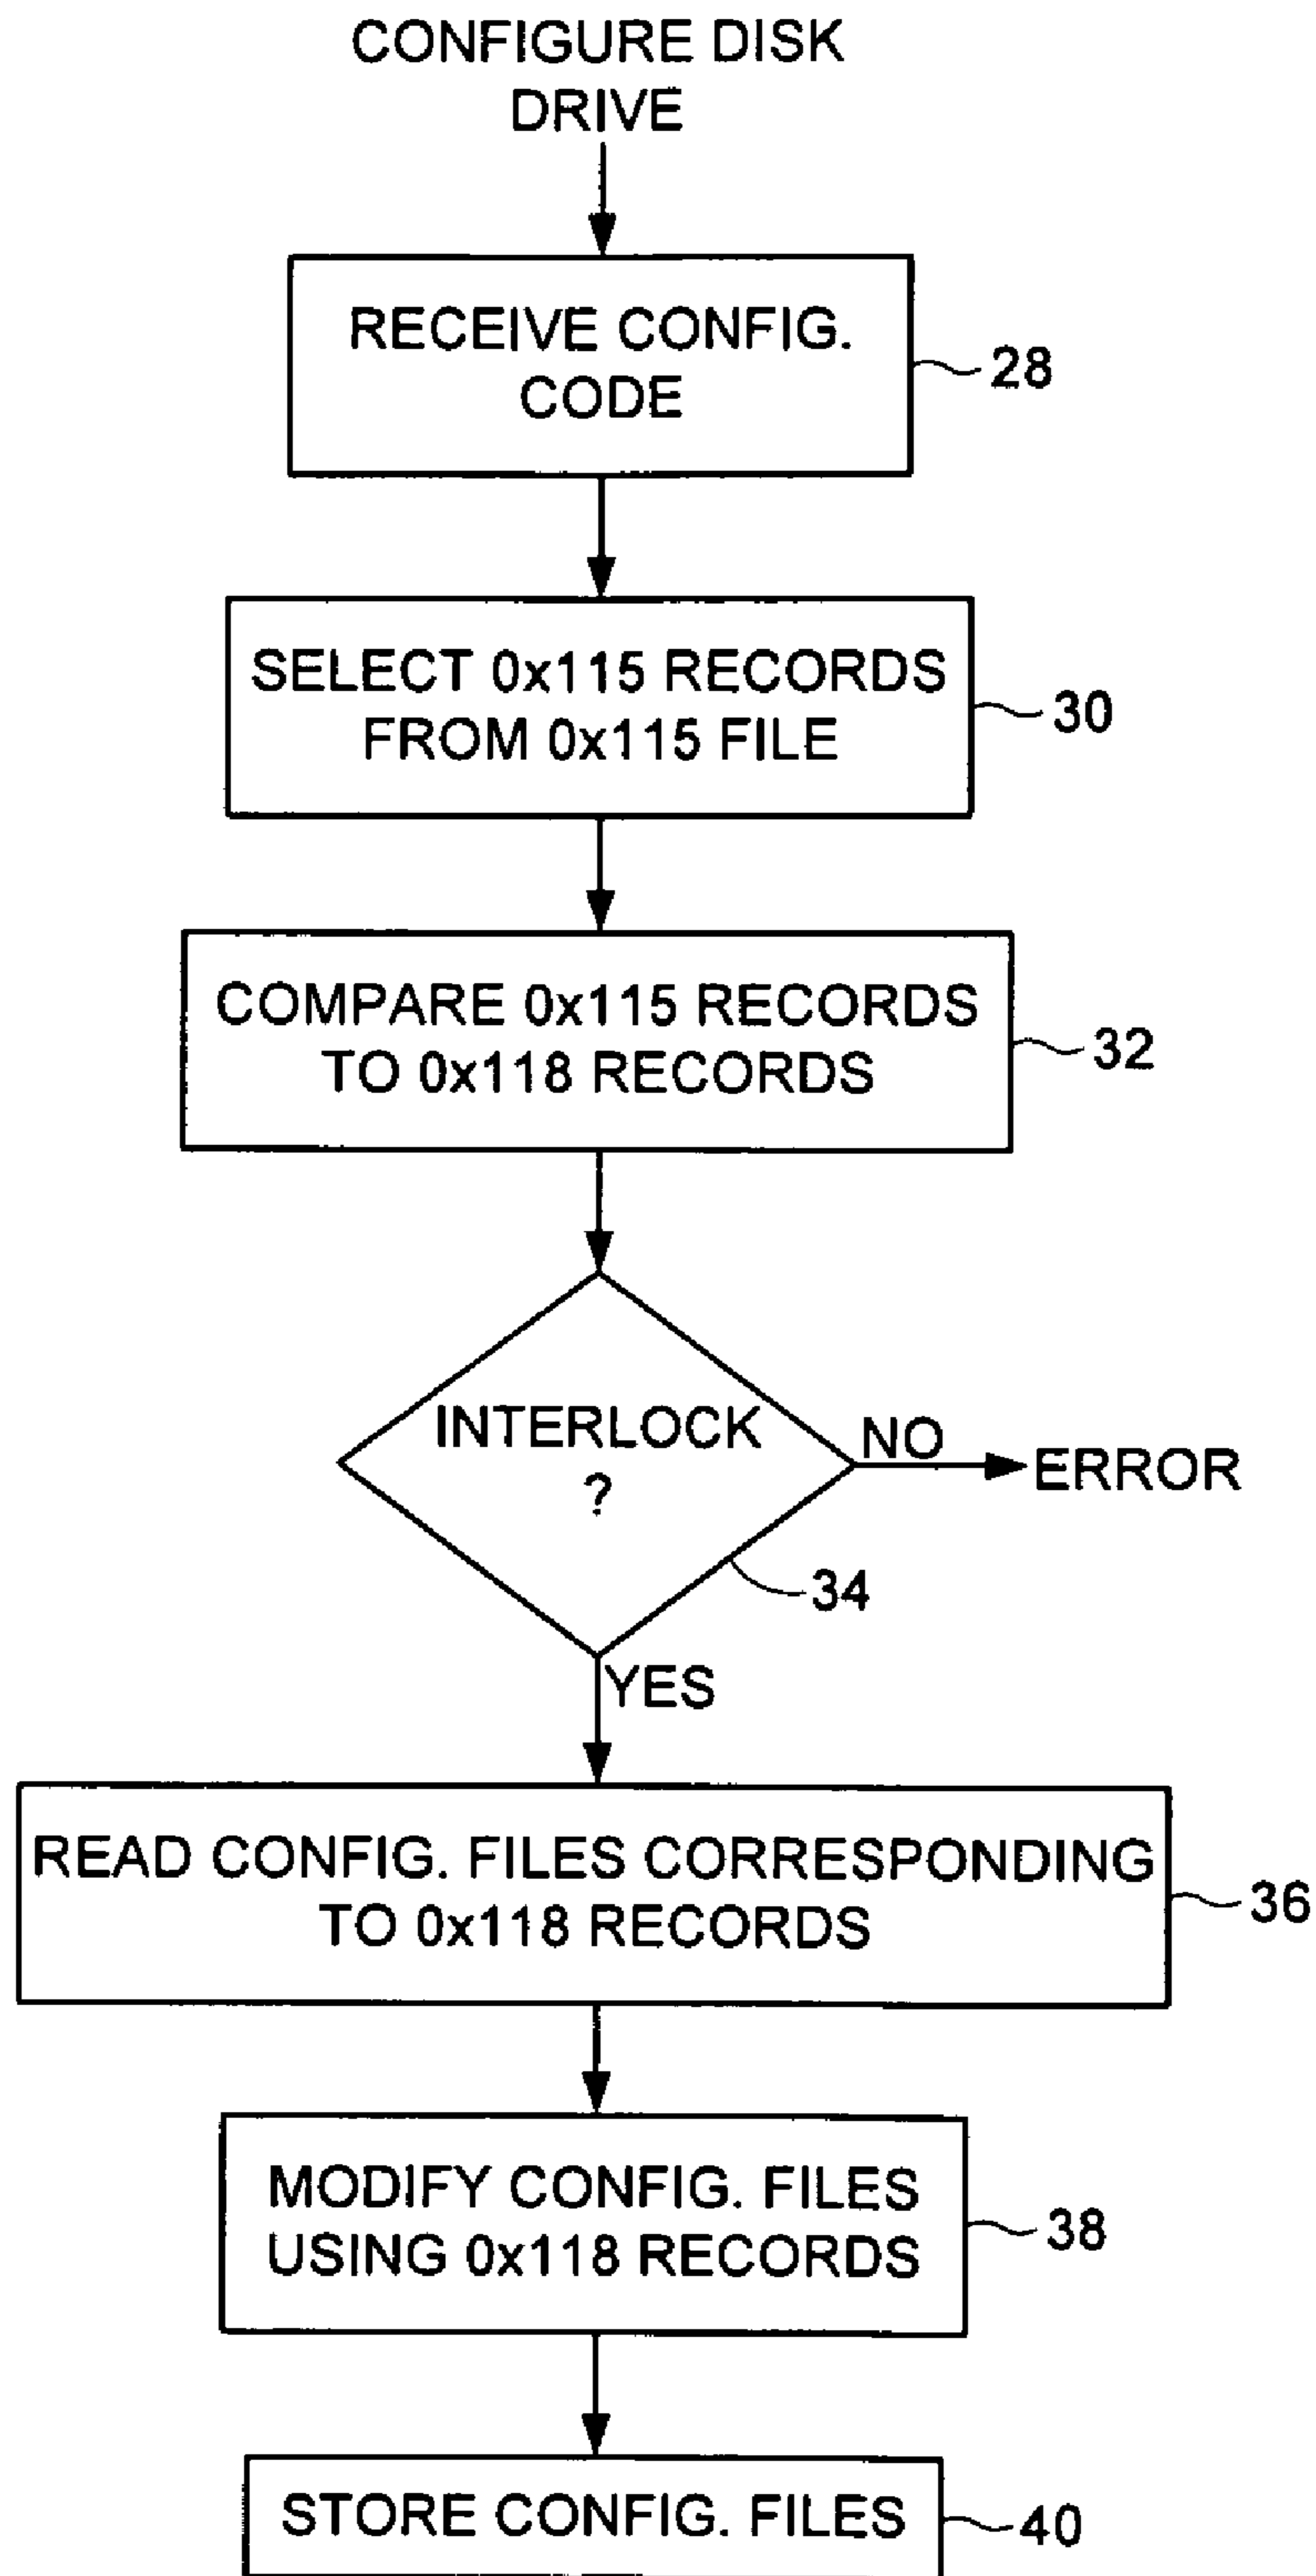 CONFIGURE DISK
DRIVE
RECEIVE CONFIG.
CODE
28
SELECT 0x115 RECORDS
FROM 0x115 FILE
30
COMPARE 0x115 RECORDS
TO 0x118 RECORDS
32
INTERLOCK
?
NO
ERROR
34
YES
READ CONFIG. FILES CORRESPONDING
TO 0x118 RECORDS
36
MODIFY CONFIG. FILES
USING 0x118 RECORDS
38
STORE CONFIG. FILES
40